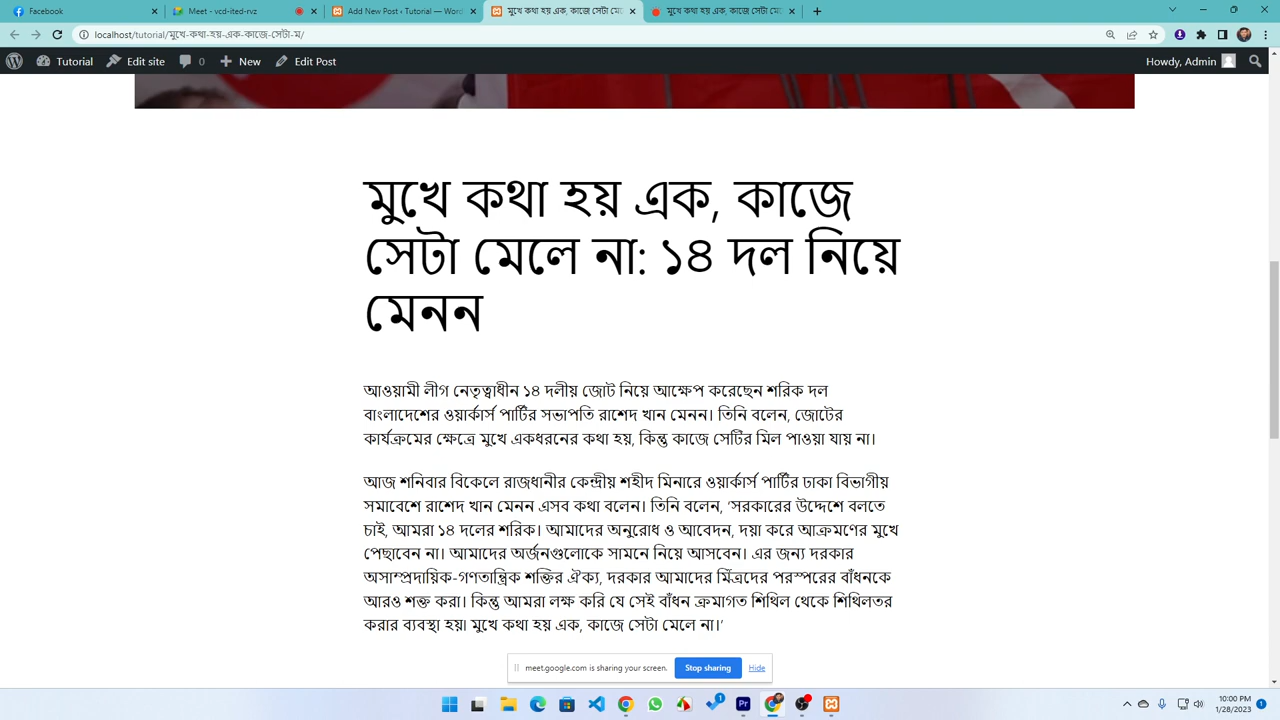 Facebook
Meet - vcd-ited-rvz
Add New Post ‹ Tutorial — Word
মুখে কথা হয় এক, কাজে সেটা মেলে
মুখে কথা হয় এক, কাজে সেটা মেলে
localhost/tutorial/মুখে-কথা-হয়-এক-কাজে-সেটা-ম/
Tutorial
Edit site
0
New
Edit Post
Howdy, Admin
মুখে কথা হয় এক, কাজে
সেটা মেলে না: ১৪ দল নিয়ে
মেনন
আওয়ামী লীগ নেতৃত্বাধীন ১৪ দলীয় জোট নিয়ে আক্ষেপ করেছেন শরিক দল
বাংলাদেশের ওয়ার্কার্স পার্টির সভাপতি রাশেদ খান মেনন। তিনি বলেন, জোটের
কার্যক্রমের ক্ষেত্রে মুখে একধরনের কথা হয়, কিন্তু কাজে সেটির মিল পাওয়া যায় না।
আজ শনিবার বিকেলে রাজধানীর কেন্দ্রীয় শহীদ মিনারে ওয়ার্কার্স পার্টির ঢাকা বিভাগীয়
সমাবেশে রাশেদ খান মেনন এসব কথা বলেন। তিনি বলেন, ‘সরকারের উদ্দেশে বলতে
চাই, আমরা ১৪ দলের শরিক। আমাদের অনুরোধ ও আবেদন, দয়া করে আক্রমণের মুখে
পেছাবেন না। আমাদের অর্জনগুলোকে সামনে নিয়ে আসবেন। এর জন্য দরকার
অসাম্প্রদায়িক-গণতান্ত্রিক শক্তির ঐক্য, দরকার আমাদের মিত্রদের পরস্পরের বাঁধনকে
আরও শক্ত করা। কিন্তু আমরা লক্ষ করি যে সেই বাঁধন ক্রমাগত শিথিল থেকে শিথিলতর
করার ব্যবস্থা হয়। মুখে কথা হয় এক, কাজে সেটা মেলে না।’
meet.google.com is sharing your screen.
Stop sharing
Hide
1
Pr
10:00 PM
1/28/2023